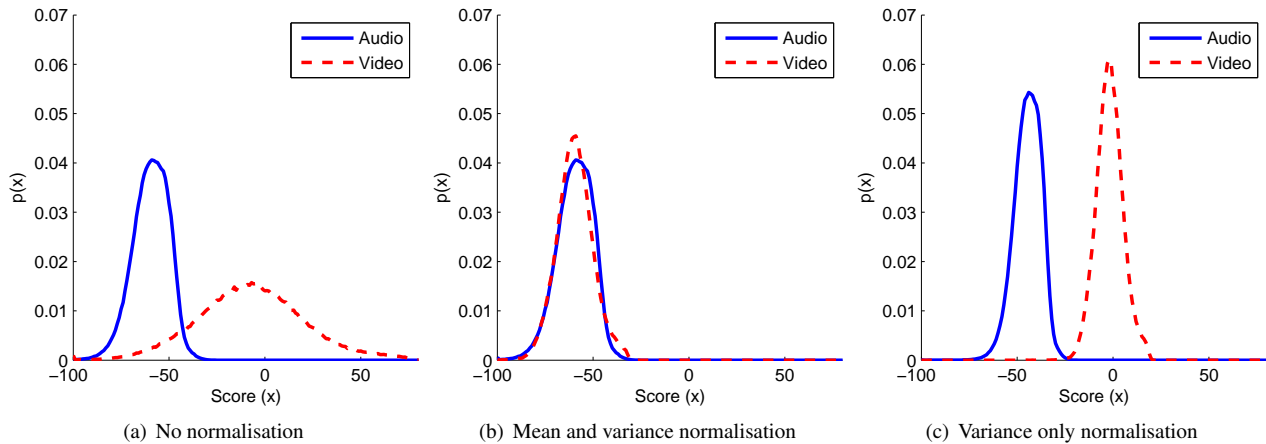 0.07
0.06
0.05
0.04
0.03
0.02
0.01
0
p(x)
−100
−50
0
50
Score (x)
Audio
Video
(a) No normalisation
0.07
0.06
0.05
0.04
0.03
0.02
0.01
0
p(x)
−100
−50
0
50
Score (x)
Audio
Video
(b) Mean and variance normalisation
0.07
0.06
0.05
0.04
0.03
0.02
0.01
0
p(x)
−100
−50
0
50
Score (x)
Audio
Video
(c) Variance only normalisation